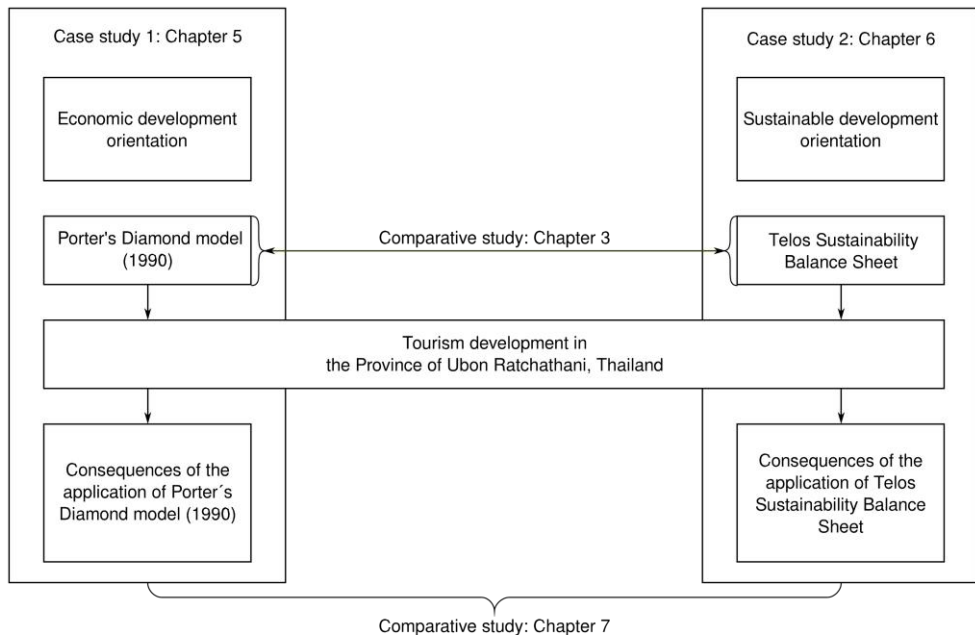 Case study 1: Chapter 5
Economic development
orientation
Porter's Diamond model
(1990)
Case study 2: Chapter 6
Sustainable development
orientation
Comparative study: Chapter 3
Telos Sustainability
Balance Sheet
Tourism development in
the Province of Ubon Ratchathani, Thailand
Consequences of the
application of Porter´s
Diamond model (1990)
Consequences of the
application of Telos
Sustainability Balance
Sheet
Comparative study: Chapter 7